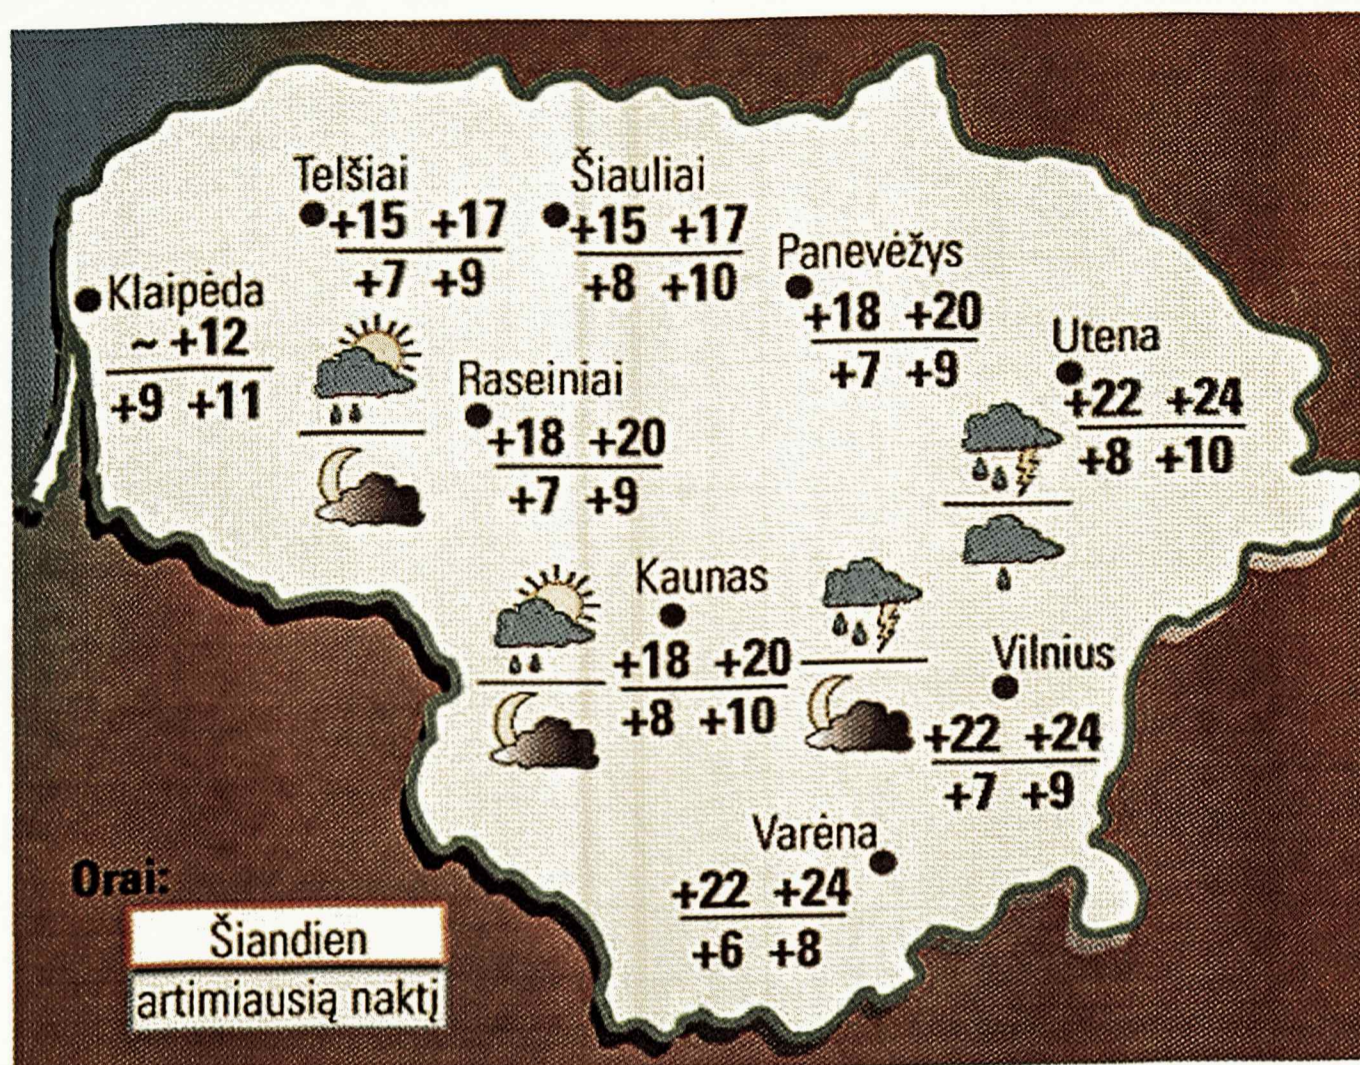 Telšiai
+15 +17
+7 +9
Šiauliai
+15 +17
+8 +10
Panevėžys
+18 +20
+7 +9
Klaipėda
~ +12
+9 +11
Utena
+22 +24
+8 +10
Raseiniai
+18 +20
+7 +9
Kaunas
+18 +20
+8 +10
Vilnius
+22 +24
+7 +9
Varėna
+22 +24
+6 +8
Orai:
Šiandien
artimiausią naktį